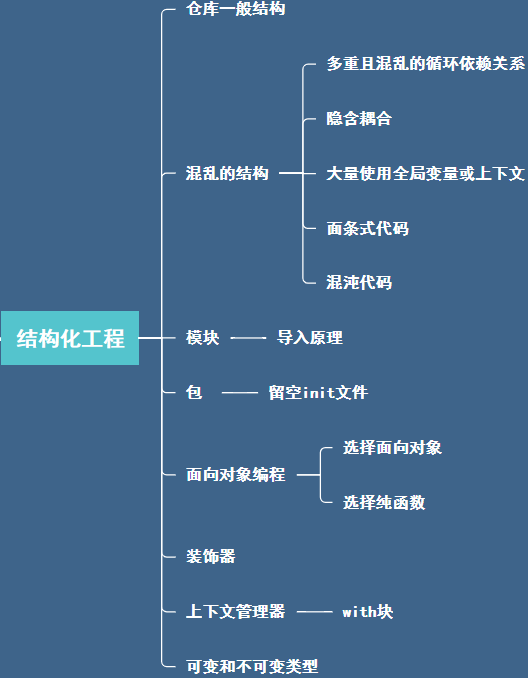 仓库一般结构
多重且混乱的循环依赖关系
隐含耦合
混乱的结构
大量使用全局变量或上下文
面条式代码
混沌代码
结构化工程
模块
导入原理
包
留空init文件
面向对象编程
选择面向对象
选择纯函数
装饰器
上下文管理器
with块
可变和不可变类型